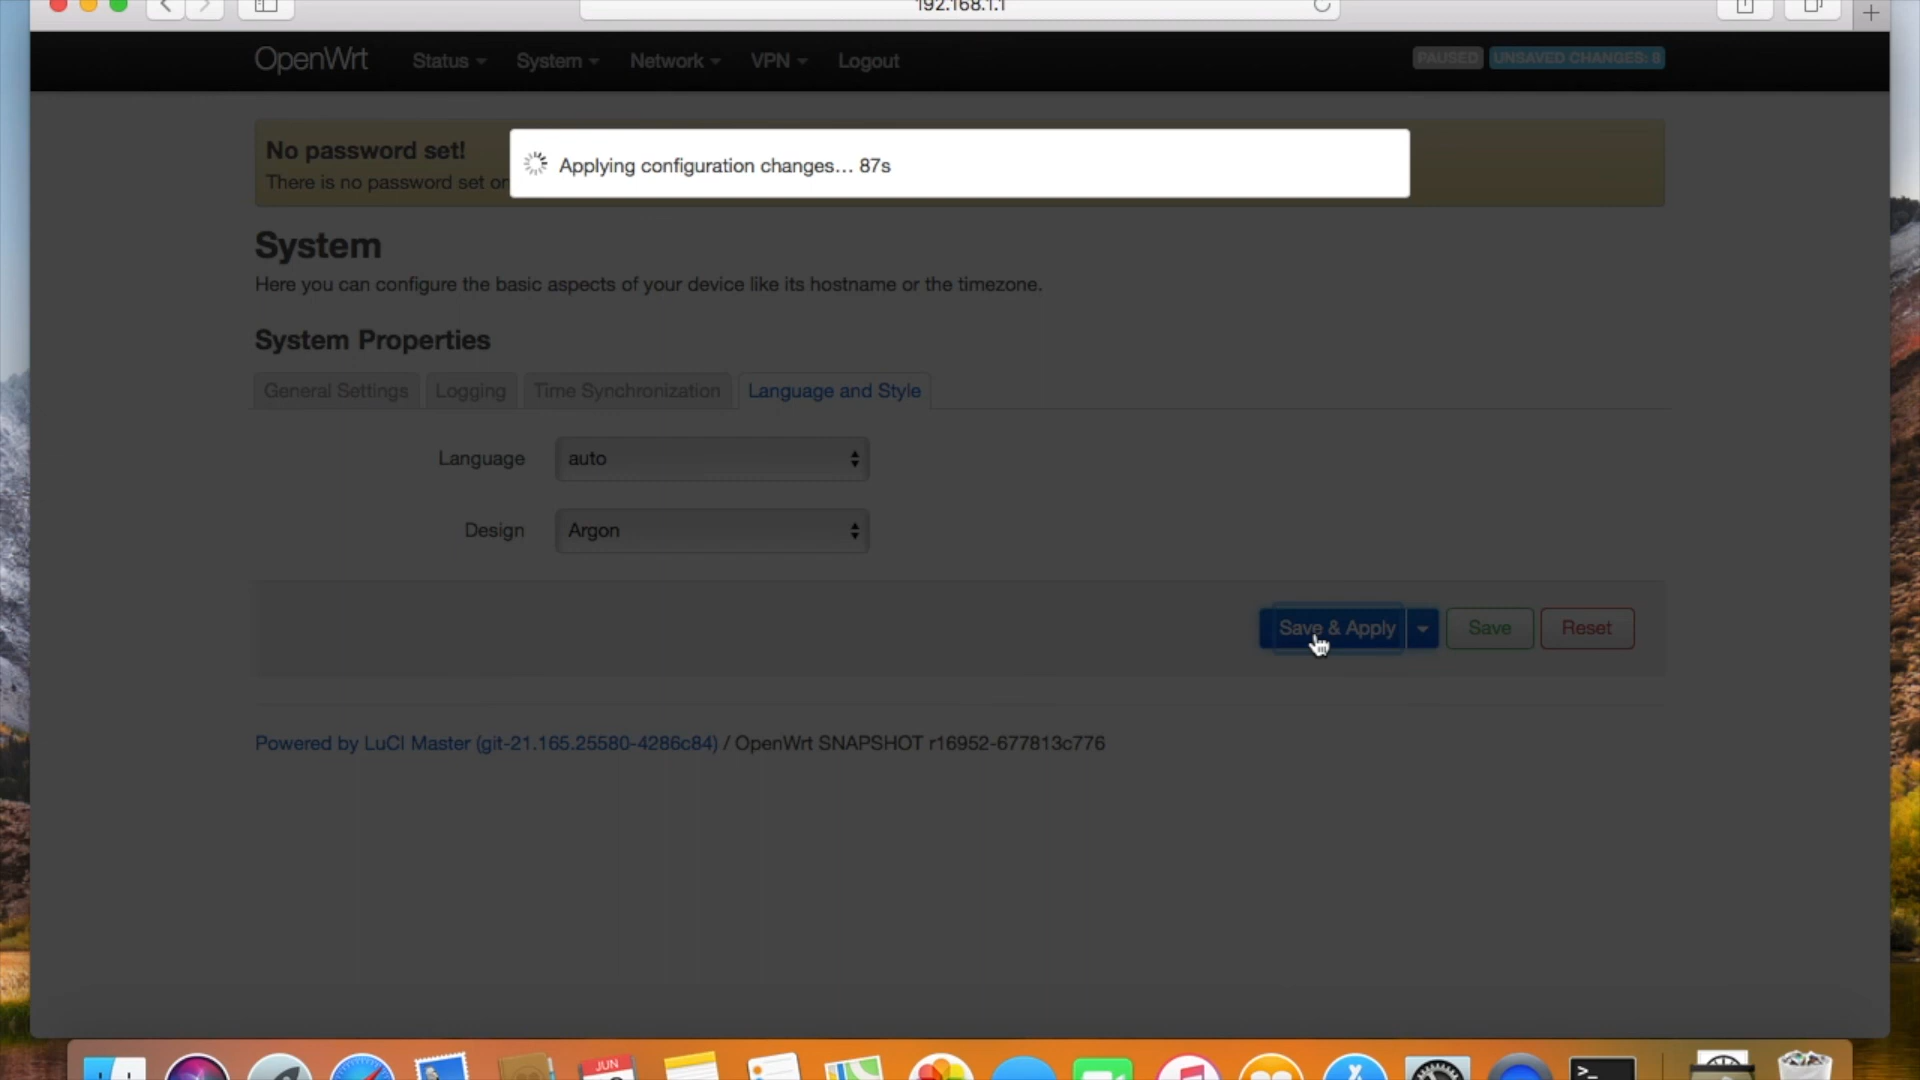 192.168.1.1
OpenWrt Status System Network VPN Logout PAUSED UNSAVED CHANGES: 8
No password set!
There is no password set on
Applying configuration changes… 87s
System
Here you can configure the basic aspects of your device like its hostname or the timezone.
System Properties
General Settings Logging Time Synchronization Language and Style
Language auto
Design Argon
Save & Apply Save Reset
Powered by LuCI Master (git-21.165.25580-4286c84) / OpenWrt SNAPSHOT r16952-677813c776
JUN